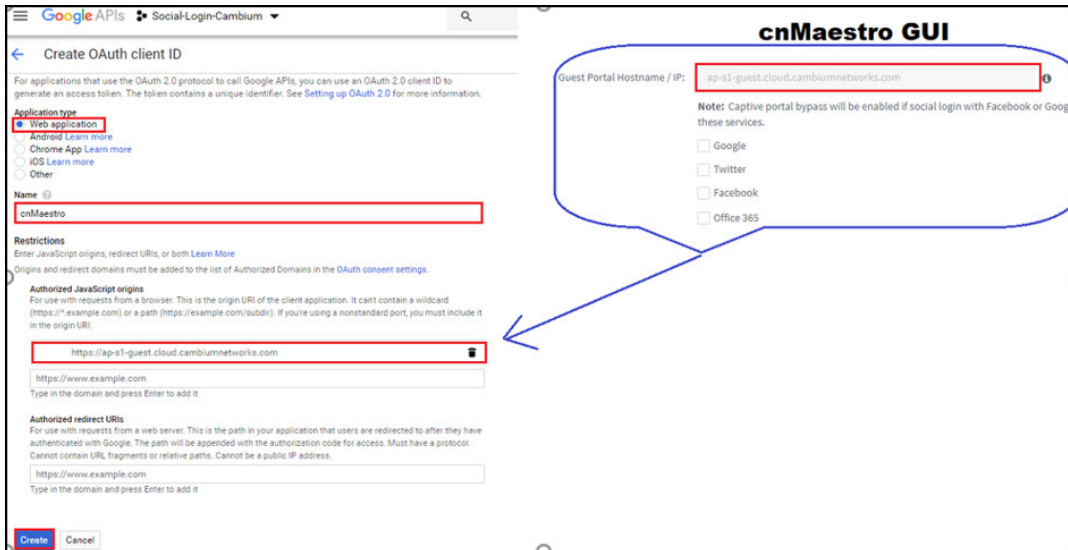 Google APIs Social-Login-Cambium
Create OAuth client ID
For applications that use the OAuth 2.0 protocol to call Google APIs, you can use an OAuth 2.0 client ID to
generate an access token. The token contains a unique identifier. See Setting up OAuth 2.0 for more information.
Application type
Web application
Android Learn more
Chrome App Learn more
iOS Learn more
Other
Name
cnMaestro
Restrictions
Enter JavaScript origins, redirect URIs, or both Learn More
Origins and redirect domains must be added to the list of Authorized Domains in the OAuth consent settings.
Authorized JavaScript origins
For use with requests from a browser. This is the origin URI of the client application. It can't contain a wildcard
(https://*.example.com) or a path (https://example.com/subdir). If you're using a nonstandard port, you must include it
in the origin URI.
https://ap-s1-guest.cloud.cambiumnetworks.com
https://www.example.com
Type in the domain and press Enter to add it
Authorized redirect URIs
For use with requests from a web server. This is the path in your application that users are redirected to after they have
authenticated with Google. The path will be appended with the authorization code for access. Must have a protocol.
Cannot contain URL fragments or relative paths. Cannot be a public IP address.
https://www.example.com
Type in the domain and press Enter to add it
Create Cancel
cnMaestro GUI
Guest Portal Hostname / IP: ap-s1-guest.cloud.cambiumnetworks.com
Note: Captive portal bypass will be enabled if social login with Facebook or Goog
these services.
Google
Twitter
Facebook
Office 365